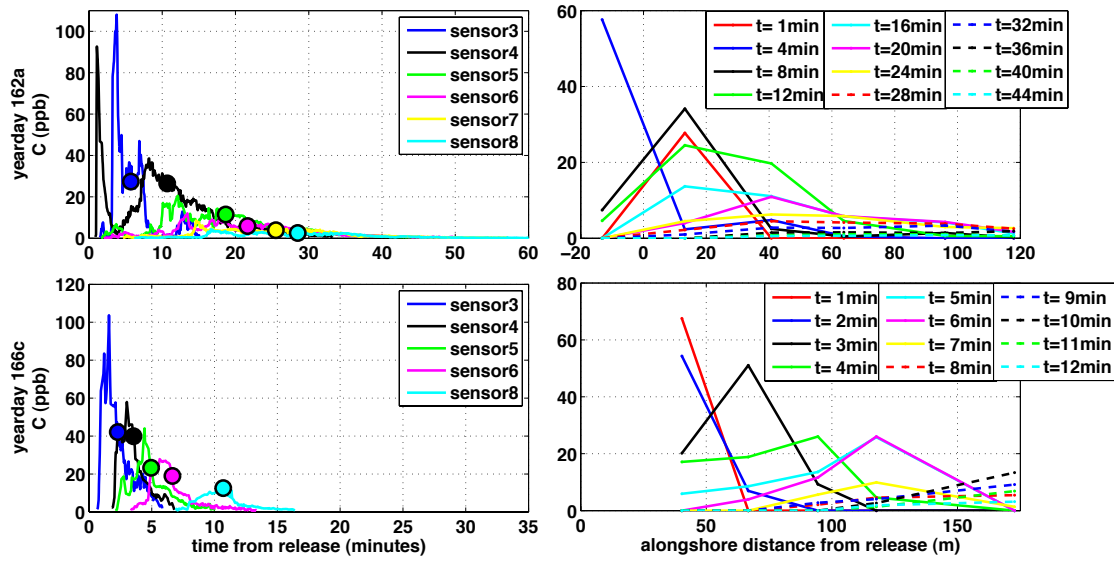 yearday 162a
C (ppb)
100
80
60
40
20
0
0 10 20 30 40 50 60
sensor3
sensor4
sensor5
sensor6
sensor7
sensor8
60
40
20
0
−20 0 20 40 60 80 100 120
t= 1min
t= 4min
t= 8min
t=12min
t=16min
t=20min
t=24min
t=28min
t=32min
t=36min
t=40min
t=44min
yearday 166c
C (ppb)
120
100
80
60
40
20
0
0 5 10 15 20 25 30 35
time from release (minutes)
sensor3
sensor4
sensor5
sensor6
sensor8
80
60
40
20
0
50 100 150
alongshore distance from release (m)
t= 1min
t= 2min
t= 3min
t= 4min
t= 5min
t= 6min
t= 7min
t= 8min
t= 9min
t=10min
t=11min
t=12min